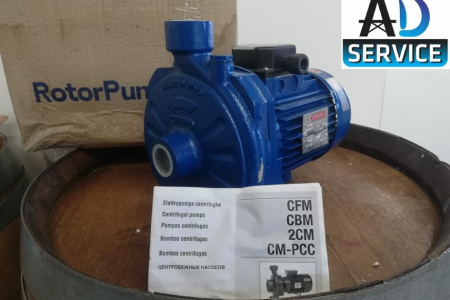 AD
SERVICE
RotorPum
Elettropompe centrifughe
Centrifugal pumps
Pompes centrifuges
Bombas centrífugas
Bombas centrífugas
ЦЕНТРОБЕЖНЫХ НАСОСОВ
CFM
CBM
2CM
CM-PCC